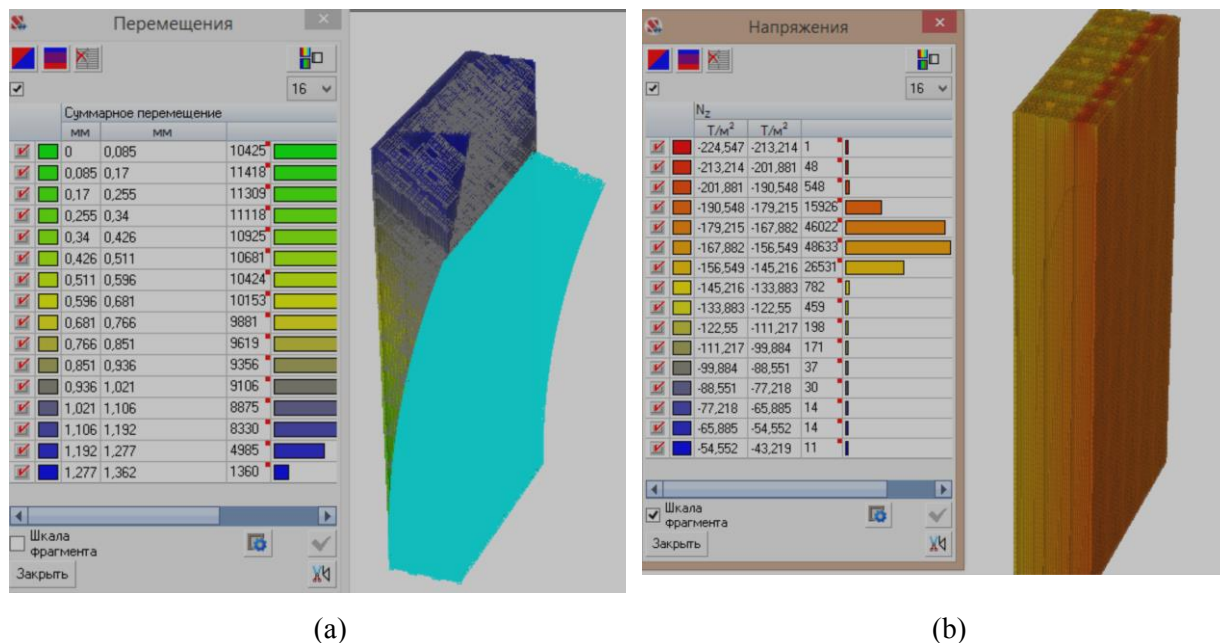 Перемещения
16
Суммарное перемещение
мм мм
0 0,085 10425
0,085 0,17 11418
0,17 0,255 11309
0,255 0,34 11118
0,34 0,426 10925
0,426 0,511 10681
0,511 0,596 10424
0,596 0,681 10153
0,681 0,766 9881
0,766 0,851 9619
0,851 0,936 9356
0,936 1,021 9106
1,021 1,106 8875
1,106 1,192 8330
1,192 1,277 4985
1,277 1,362 1360
Шкала
фрагмента
Закрыть
(a)
Напряжения
16
Nz
Т/м² Т/м²
-224,547 -213,214 1
-213,214 -201,881 48
-201,881 -190,548 548
-190,548 -179,215 15926
-179,215 -167,882 46022
-167,882 -156,549 48633
-156,549 -145,216 26531
-145,216 -133,883 782
-133,883 -122,55 459
-122,55 -111,217 198
-111,217 -99,884 171
-99,884 -88,551 37
-88,551 -77,218 30
-77,218 -65,885 14
-65,885 -54,552 14
-54,552 -43,219 11
Шкала
фрагмента
Закрыть
(b)